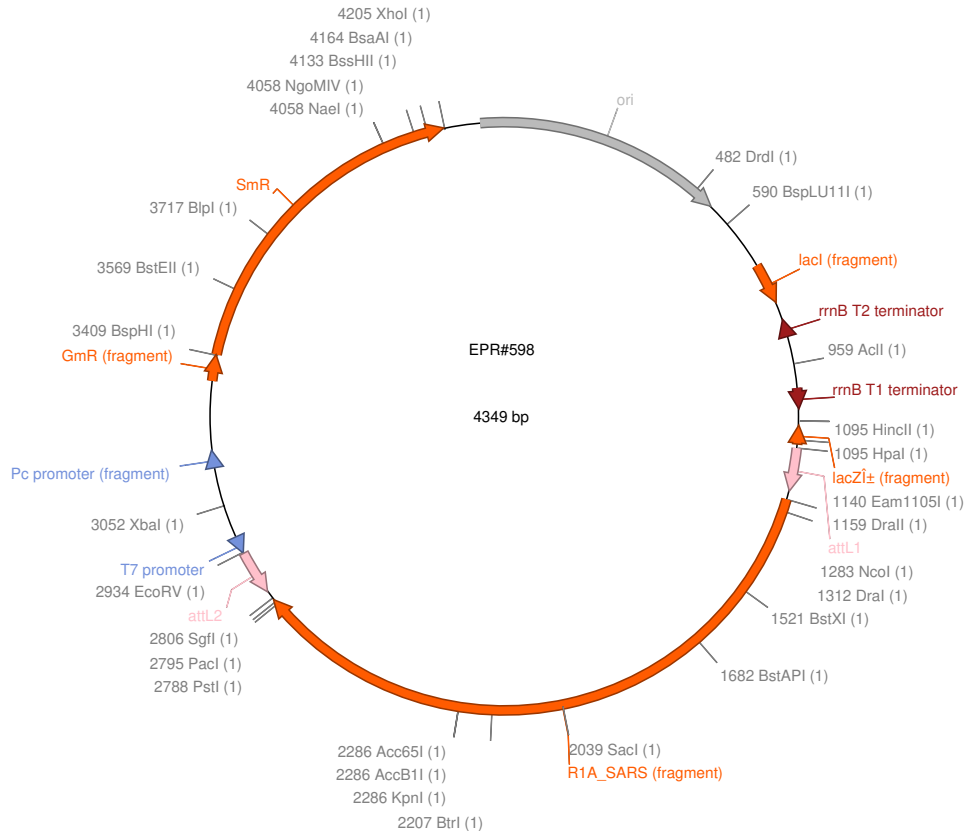 4205 XhoI (1)
4164 BsaAI (1)
4133 BssHII (1)
4058 NgoMIV (1)
4058 NaeI (1)
ori
482 DrdI (1)
590 BspLU11I (1)
SmR
3717 BlpI (1)
3569 BstEII (1)
3409 BspHI (1)
GmR (fragment)
lacI (fragment)
rrnB T2 terminator
959 AclI (1)
rrnB T1 terminator
1095 HincII (1)
1095 HpaI (1)
lacZÎ± (fragment)
1140 Eam1105I (1)
1159 DraII (1)
attL1
1283 NcoI (1)
1312 DraI (1)
1521 BstXI (1)
1682 BstAPI (1)
EPR#598
4349 bp
Pc promoter (fragment)
3052 XbaI (1)
T7 promoter
2934 EcoRV (1)
attL2
2806 SgfI (1)
2795 PacI (1)
2788 PstI (1)
2039 SacI (1)
R1A_SARS (fragment)
2286 Acc65I (1)
2286 AccB1I (1)
2286 KpnI (1)
2207 BtrI (1)